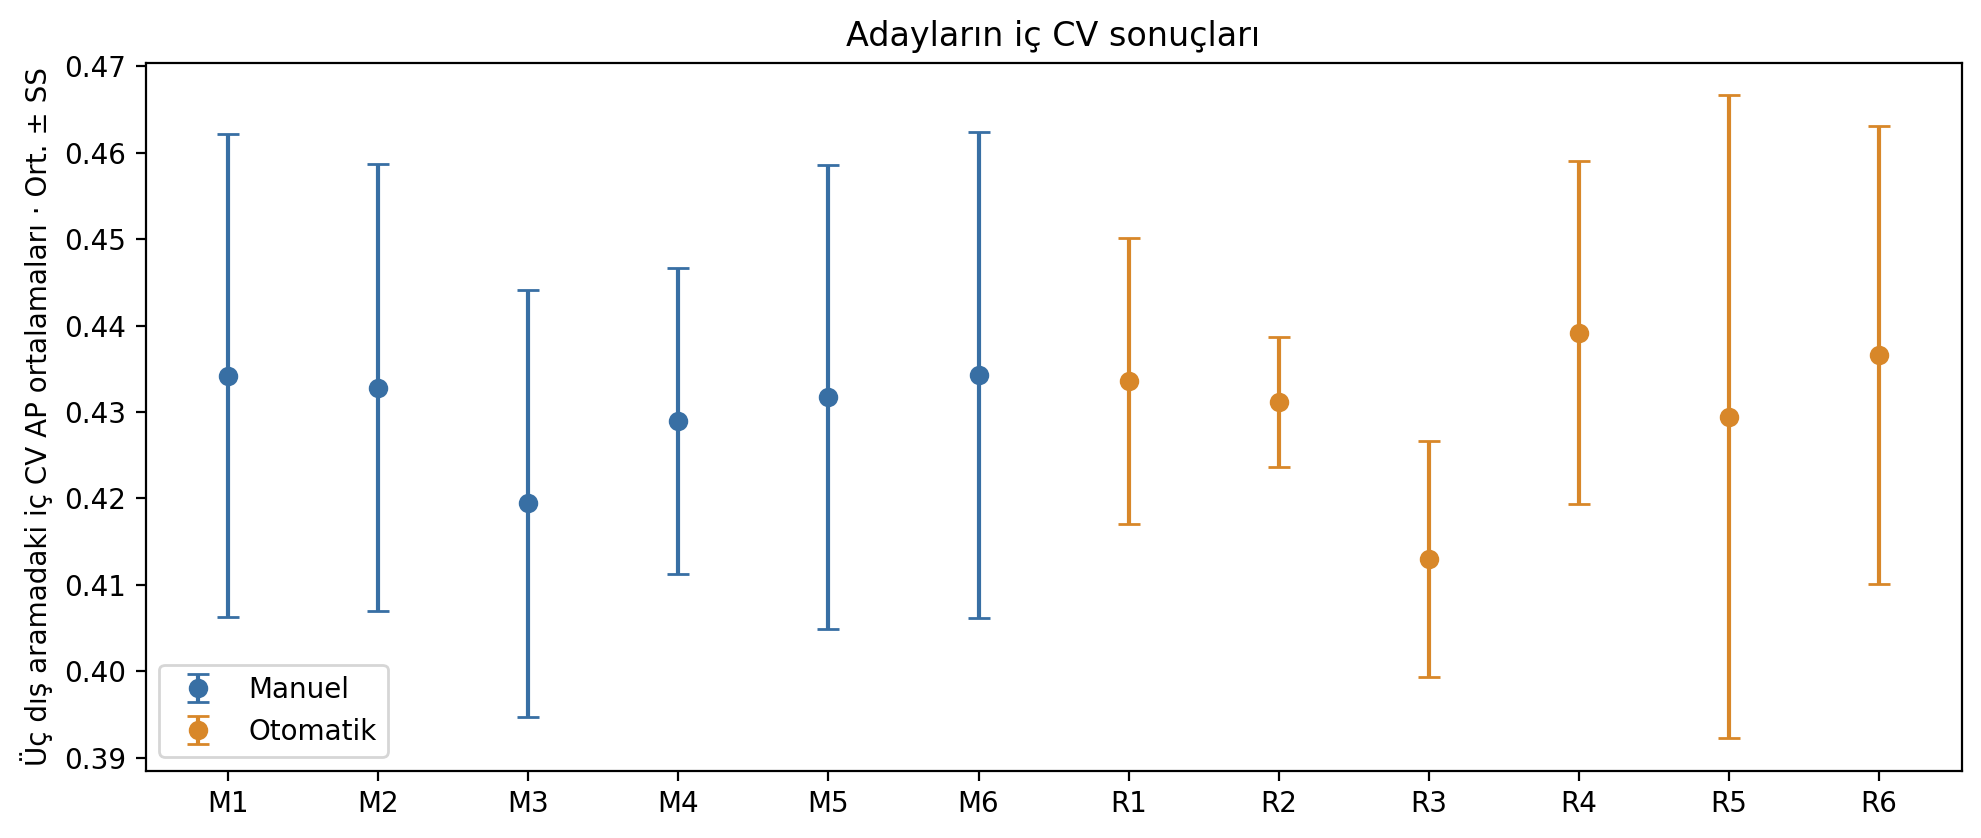 Adayların iç CV sonuçları
Üç dış aramadaki iç CV AP ortalamaları · Ort. ± SS
0.47
0.46
0.45
0.44
0.43
0.42
0.41
0.40
0.39
Manuel
Otomatik
M1 M2 M3 M4 M5 M6 R1 R2 R3 R4 R5 R6